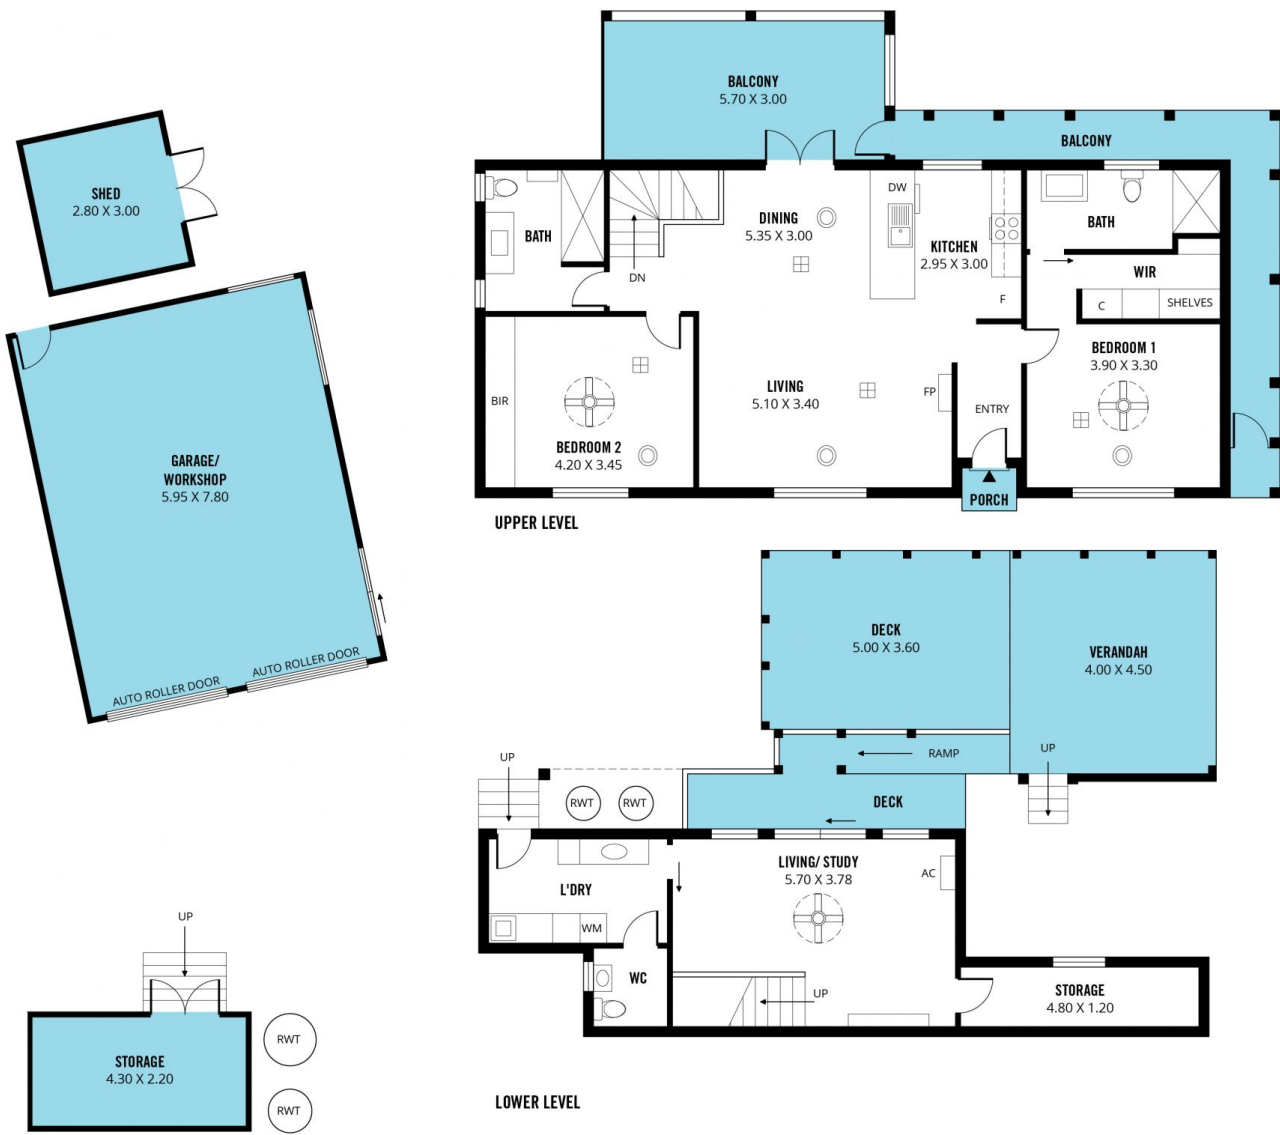 BALCONY
5.70 X 3.00
BALCONY
SHED
2.80 X 3.00
BATH
DN
DINING
5.35 X 3.00
DW
KITCHEN
2.95 X 3.00
F
BATH
WIR
C
SHELVES
BIR
BEDROOM 2
4.20 X 3.45
LIVING
5.10 X 3.40
FP
ENTRY
BEDROOM 1
3.90 X 3.30
PORCH
UPPER LEVEL
GARAGE/
WORKSHOP
5.95 X 7.80
AUTO ROLLER DOOR
AUTO ROLLER DOOR
DECK
5.00 X 3.60
VERANDAH
4.00 X 4.50
UP
RAMP
UP
RWT
RWT
DECK
L'DRY
WM
WC
LIVING/ STUDY
5.70 X 3.78
AC
UP
STORAGE
4.80 X 1.20
UP
STORAGE
4.30 X 2.20
RWT
RWT
LOWER LEVEL